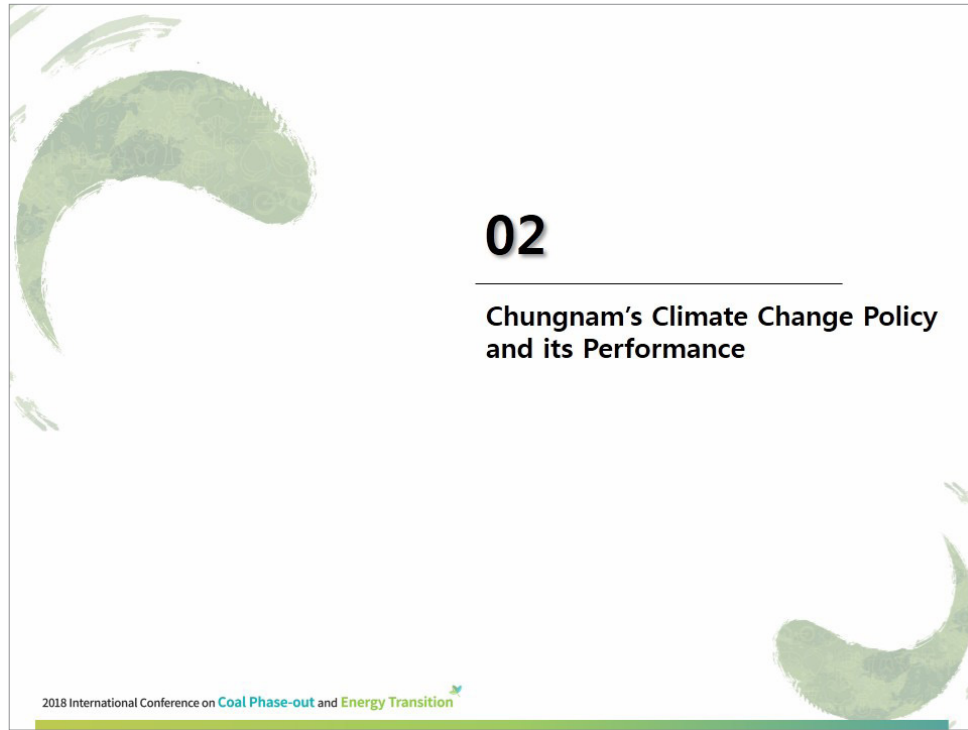 02
Chungnam’s Climate Change Policy
and its Performance
2018 International Conference on Coal Phase-out and Energy Transition